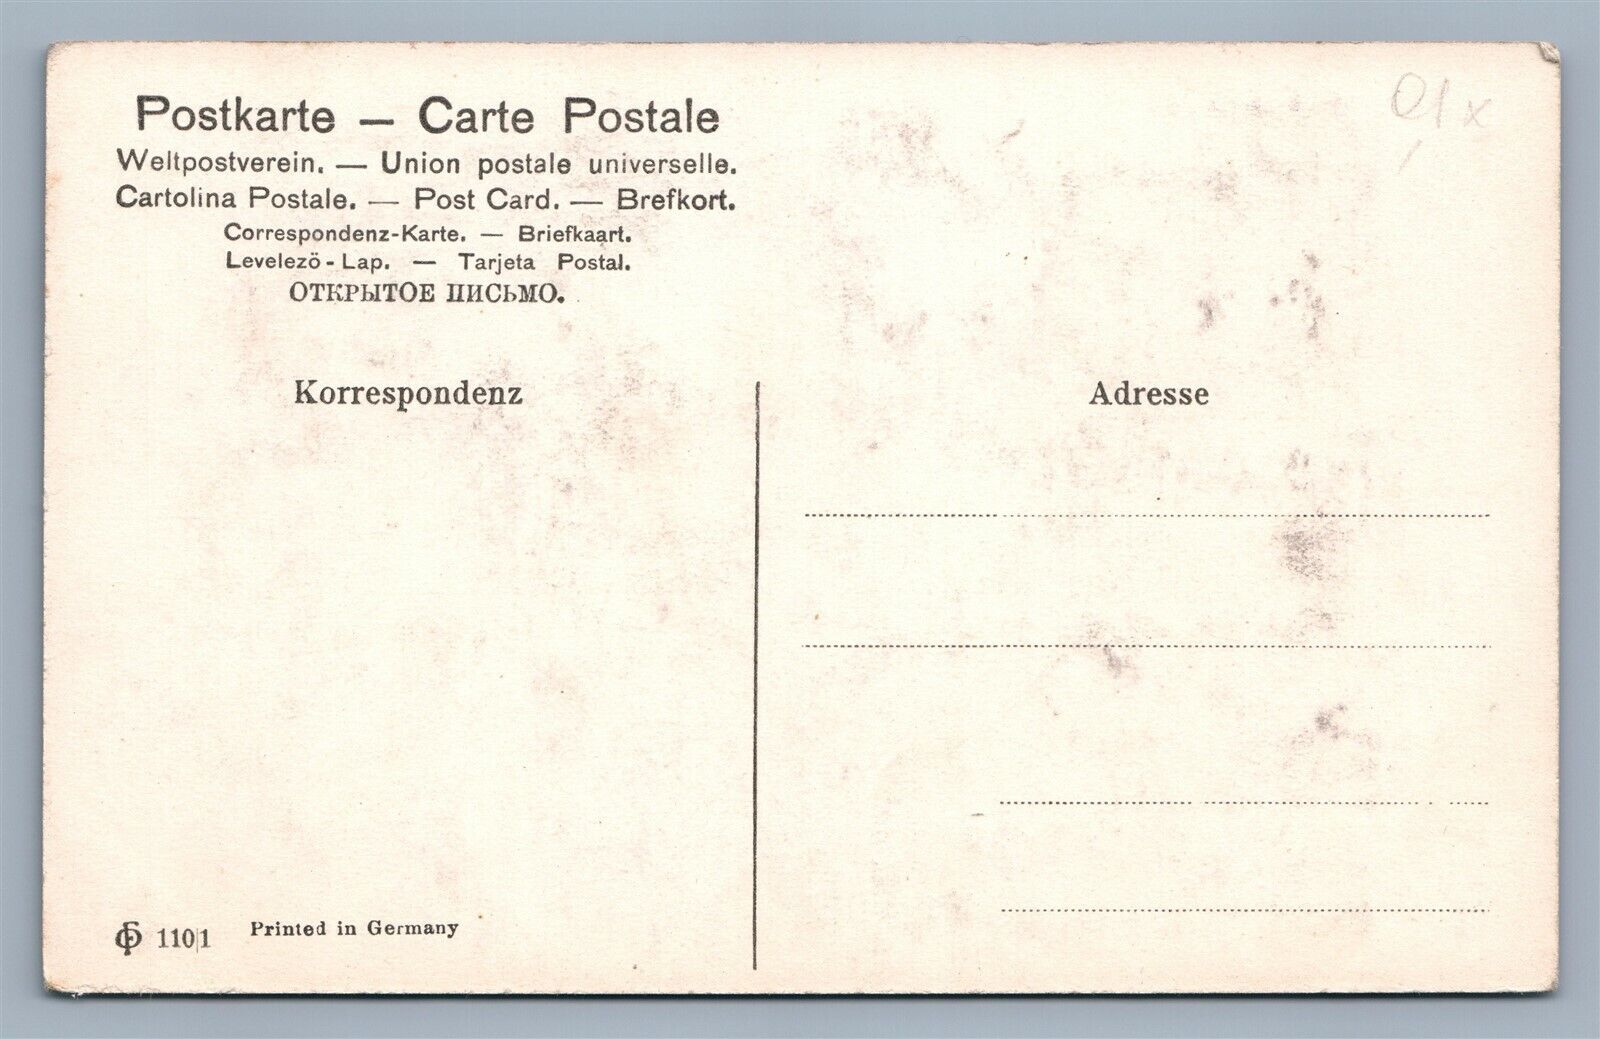 Postkarte — Carte Postale
Weltpostverein. — Union postale universelle.
Cartolina Postale. — Post Card. — Brefkort.
Correspondenz-Karte. — Briefkaart.
Levelezö-Lap. — Tarjeta Postal.
ОТКРЫТОЕ ПИСЬМО.
Korrespondenz
Adresse
110|1 Printed in Germany